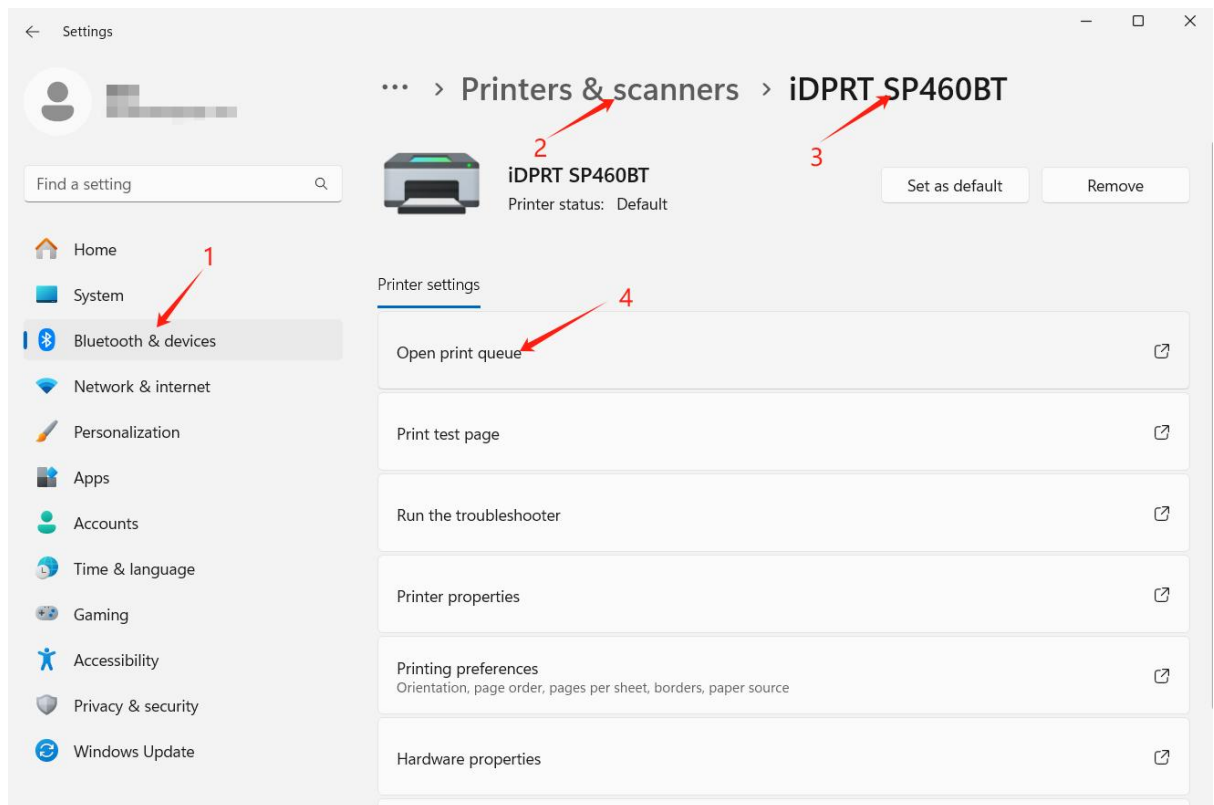 Settings
··· > Printers & scanners > iDPRT SP460BT
2
3
iDPRT SP460BT
Printer status: Default
Set as default
Remove
Find a setting
Home
1
System
Bluetooth & devices
Network & internet
Personalization
Apps
Accounts
Time & language
Gaming
Accessibility
Privacy & security
Windows Update
Printer settings
4
Open print queue
Print test page
Run the troubleshooter
Printer properties
Printing preferences
Orientation, page order, pages per sheet, borders, paper source
Hardware properties